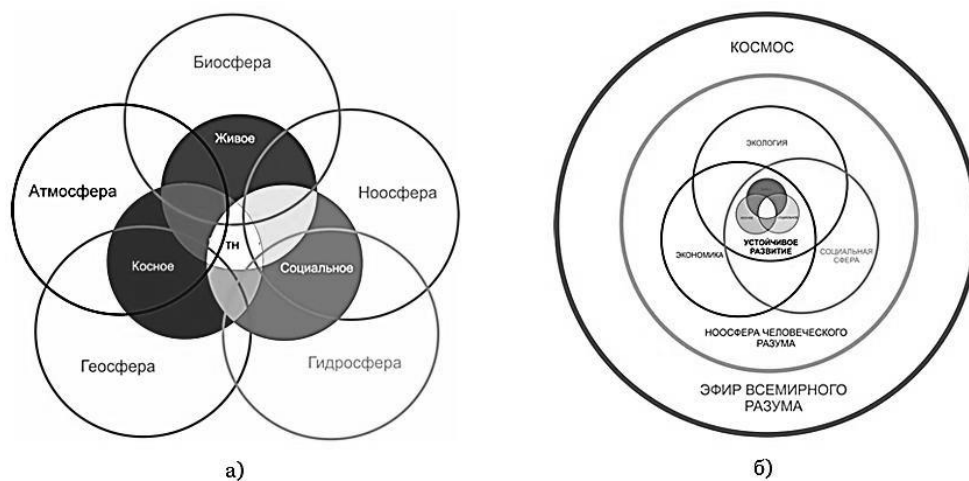 Биосфера
Живое
Атмосфера
Ноосфера
ТН
Косное
Социальное
Геосфера
Гидросфера
а)
КОСМОС
ЭКОЛОГИЯ
УСТОЙЧИВОЕ
РАЗВИТИЕ
ЭКОНОМИКА
СОЦИАЛЬНАЯ
СФЕРА
НООСФЕРА ЧЕЛОВЕЧЕСКОГО
РАЗУМА
ЭФИР ВСЕМИРНОГО
РАЗУМА
б)